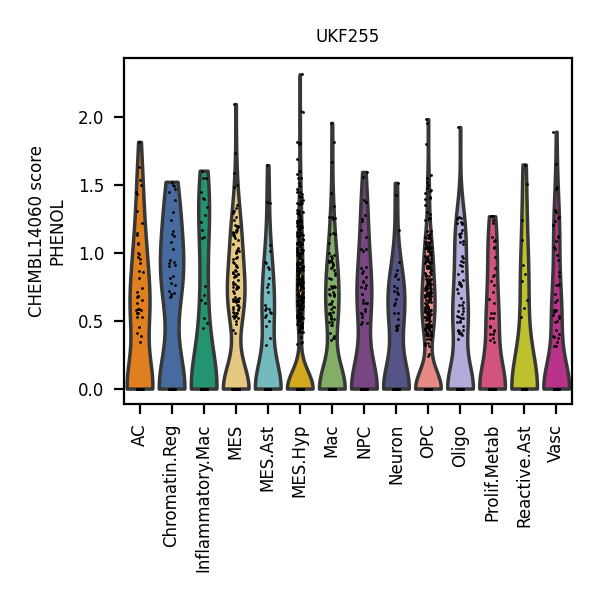 UKF255
CHEMBL14060 score
PHENOL
2.0
1.5
1.0
0.5
0.0
AC
Chromatin.Reg
Inflammatory.Mac
MES
MES.Ast
MES.Hyp
Mac
NPC
Neuron
OPC
Oligo
Prolif.Metab
Reactive.Ast
Vasc